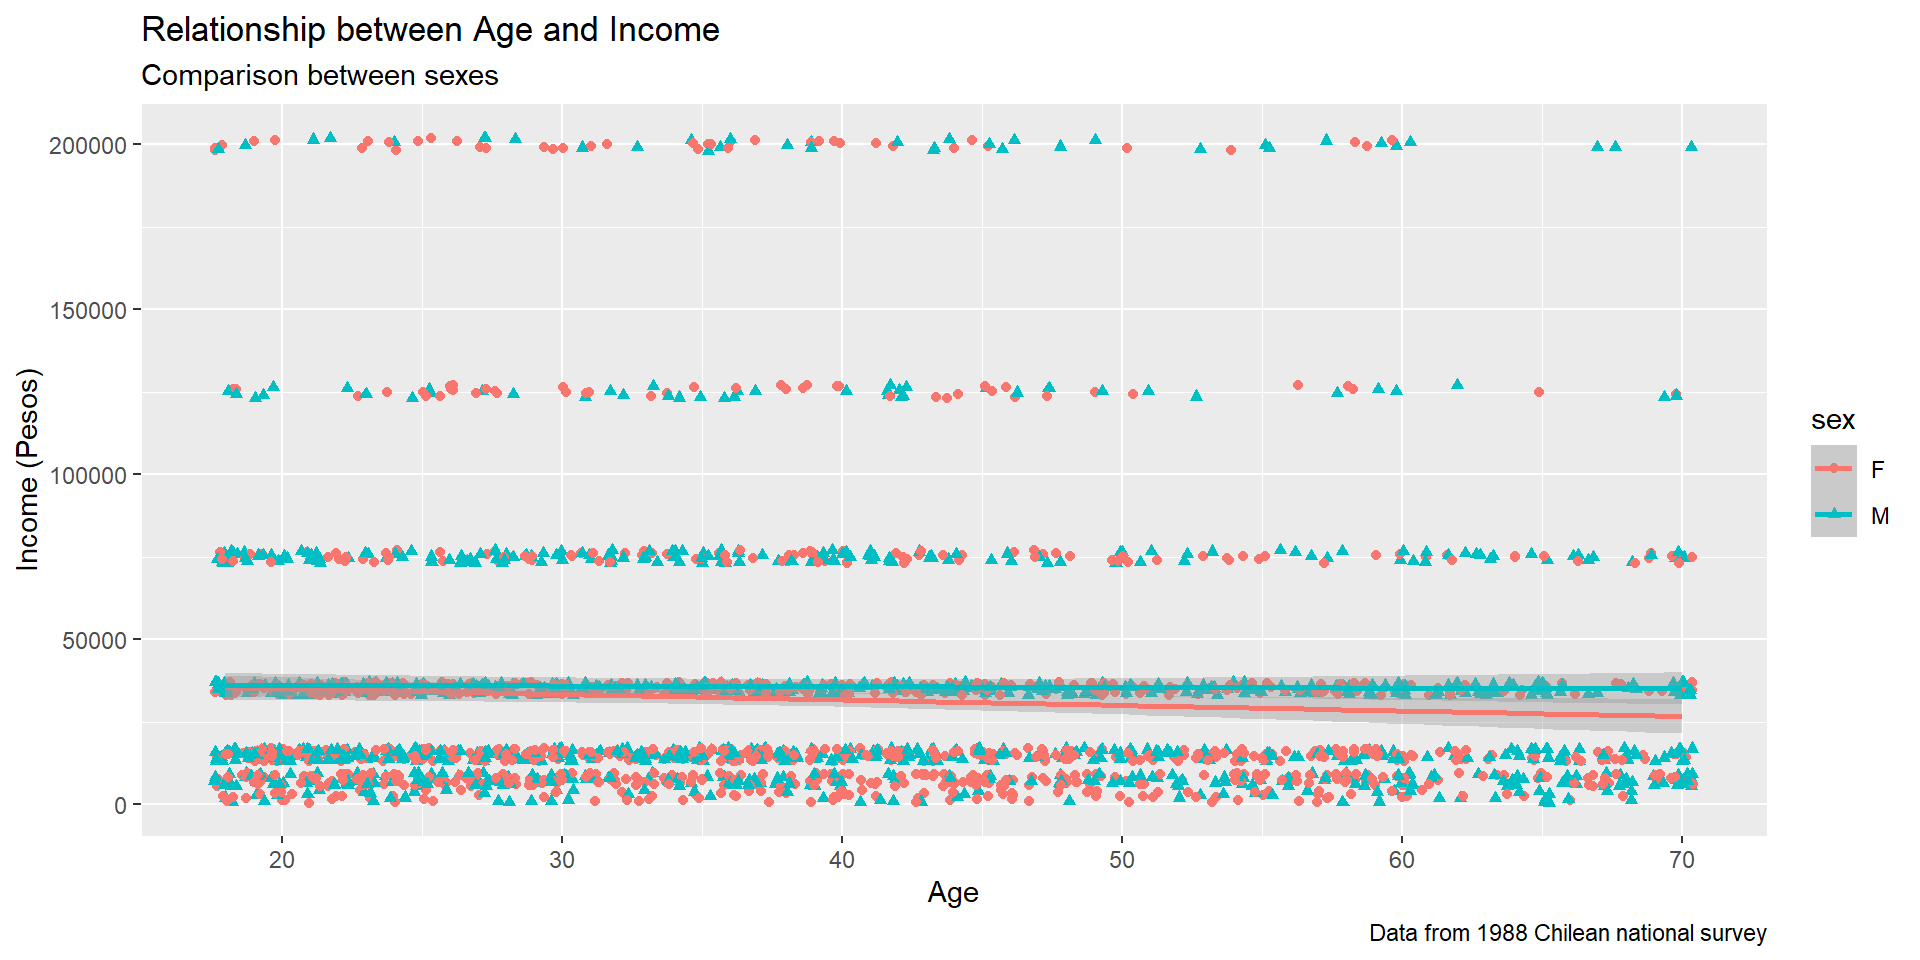 Relationship between Age and Income
Comparison between sexes
200000
150000
100000
50000
0
Income (Pesos)
20 30 40 50 60 70
Age
sex
F
M
Data from 1988 Chilean national survey